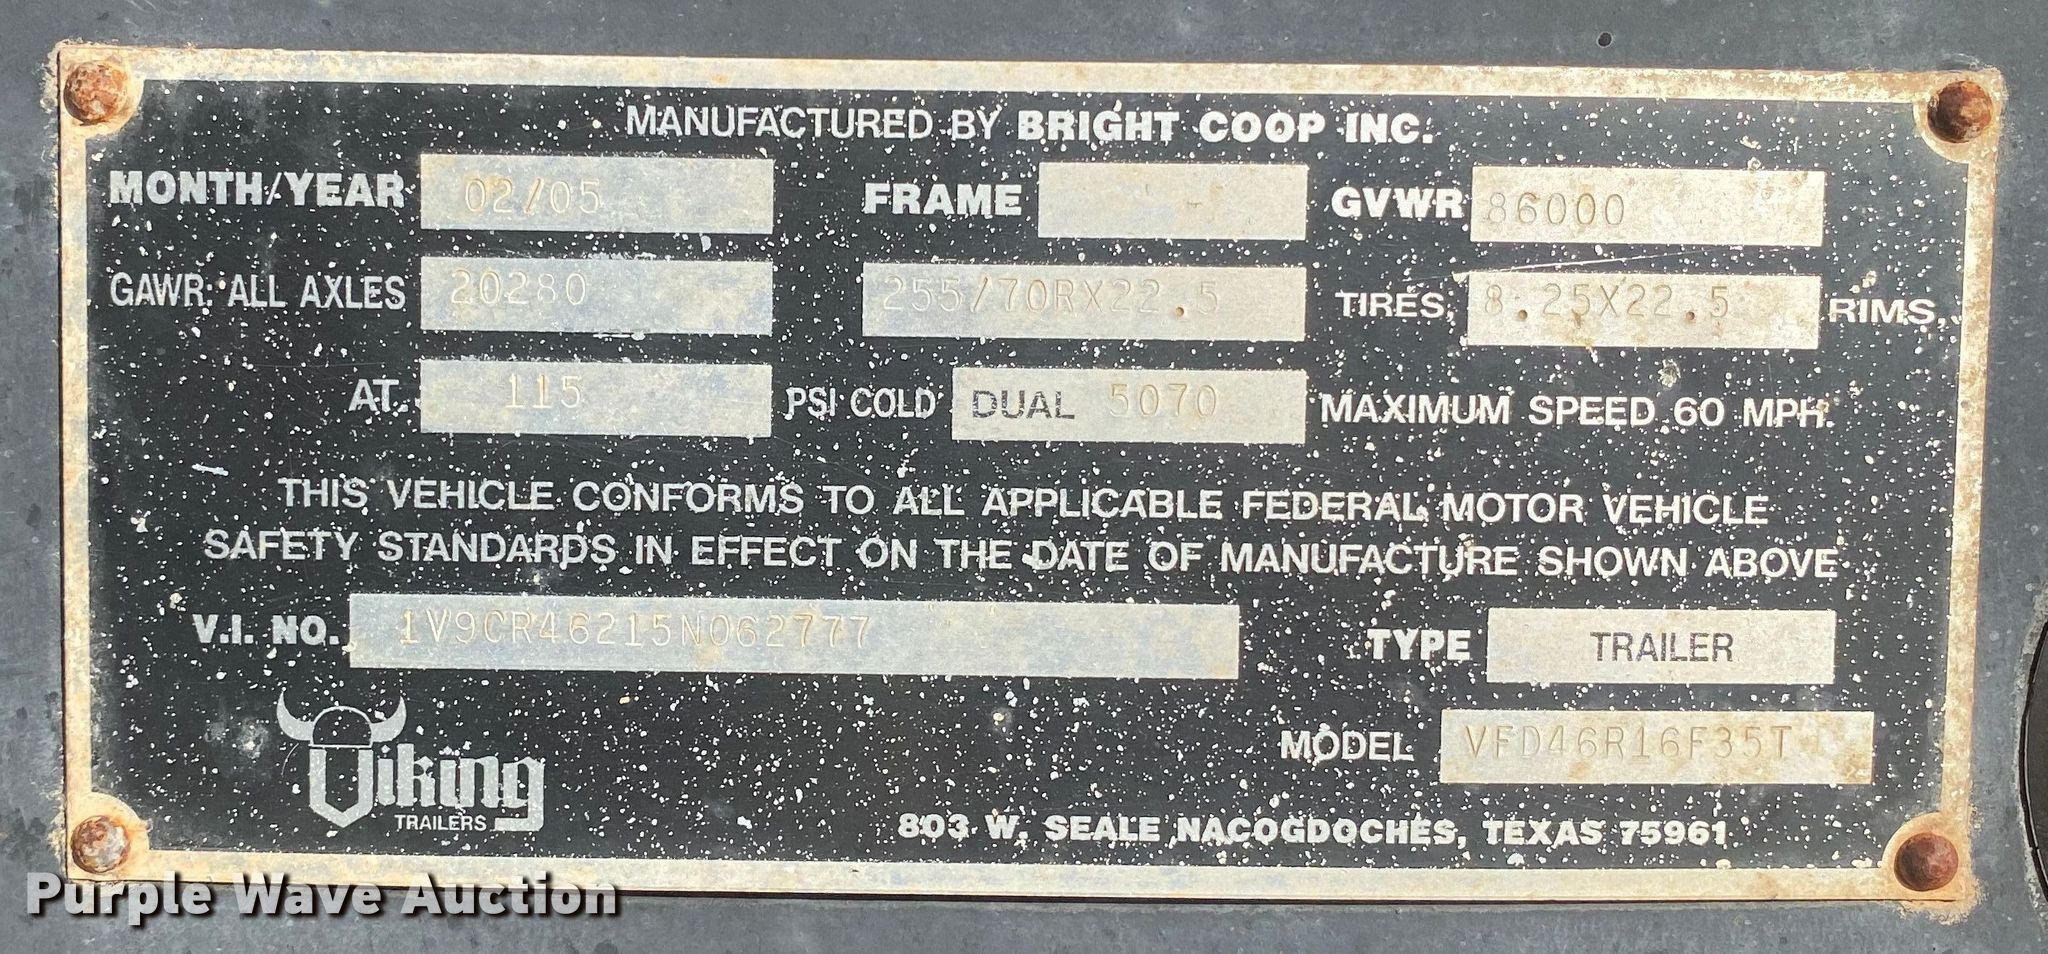 MANUFACTURED BY BRIGHT COOP INC.
MONTH/YEAR 02/05 FRAME - GVWR 86000
GAWR: ALL AXLES 20280 255/70RX22.5 TIRES, 8.25X22.5 RIMS,
AT. 115 PSI COLD DUAL 5070 MAXIMUM SPEED 60 MPH.
THIS VEHICLE CONFORMS TO ALL APPLICABLE FEDERAL MOTOR VEHICLE
SAFETY STANDARDS IN EFFECT ON THE DATE OF MANUFACTURE SHOWN ABOVE
V.I. NO. 1V9CR46215N062777 TYPE TRAILER
MODEL VFD46R16F35T
Viking
TRAILERS
803 W. SEALE NACOGDOCHES, TEXAS 75961
Purple Wave Auction